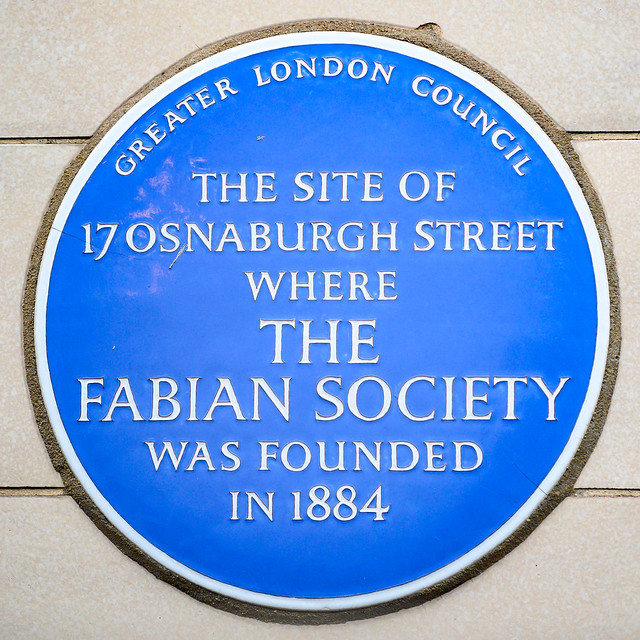 GREATER LONDON COUNCIL
THE SITE OF
17 OSNABURGH STREET
WHERE
THE
FABIAN SOCIETY
WAS FOUNDED
IN 1884